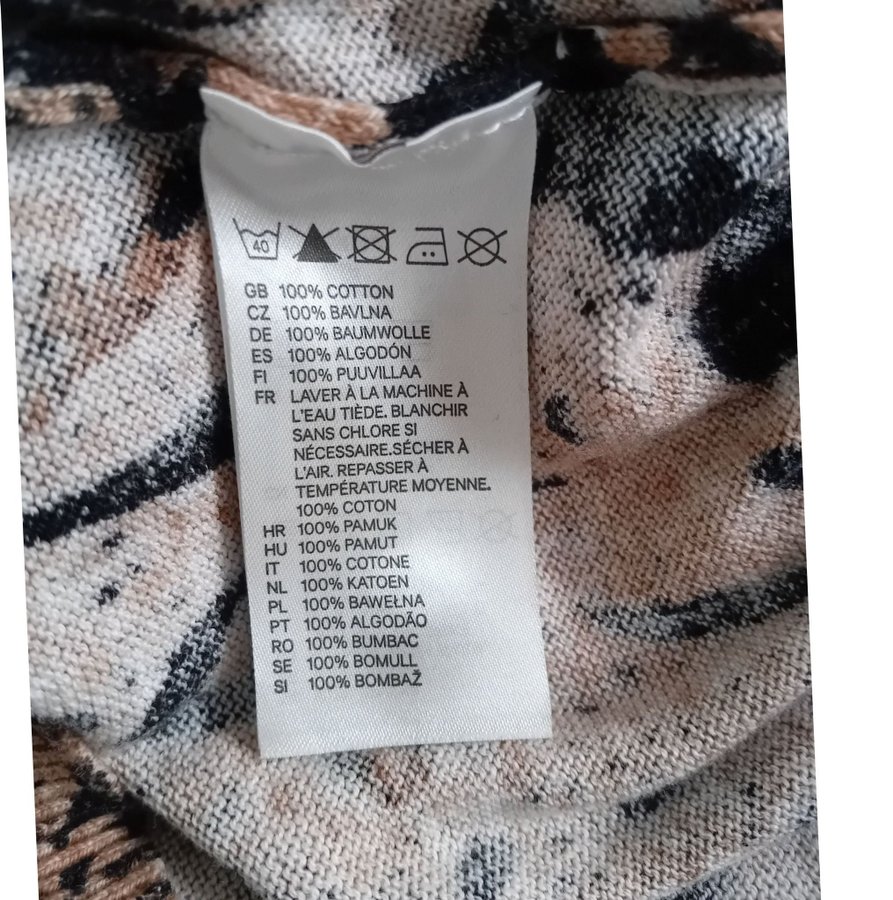 40
GB 100% COTTON
CZ 100% BAVLNA
DE 100% BAUMWOLLE
ES 100% ALGODÓN
FI 100% PUUVILLAA
FR LAVER À LA MACHINE À
L'EAU TIÈDE. BLANCHIR
SANS CHLORE SI
NÉCESSAIRE.SÉCHER À
L'AIR. REPASSER À
TEMPÉRATURE MOYENNE.
100% COTON
HR 100% PAMUK
HU 100% PAMUT
IT 100% COTONE
NL 100% KATOEN
PL 100% BAWEŁNA
PT 100% ALGODÃO
RO 100% BUMBAC
SE 100% BOMULL
SI 100% BOMBAŽ